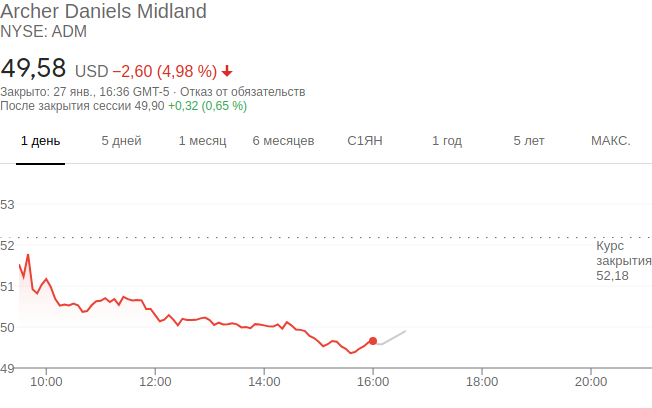 Archer Daniels Midland
NYSE: ADM
49,58 USD −2,60 (4,98 %)
Закрыто: 27 янв., 16:36 GMT-5 · Отказ от обязательств
После закрытия сессии 49,90 +0,32 (0,65 %)
1 день 5 дней 1 месяц 6 месяцев С1ЯН 1 год 5 лет МАКС.
53
52
Курс
закрытия
52,18
51
50
49
10:00 12:00 14:00 16:00 18:00 20:00